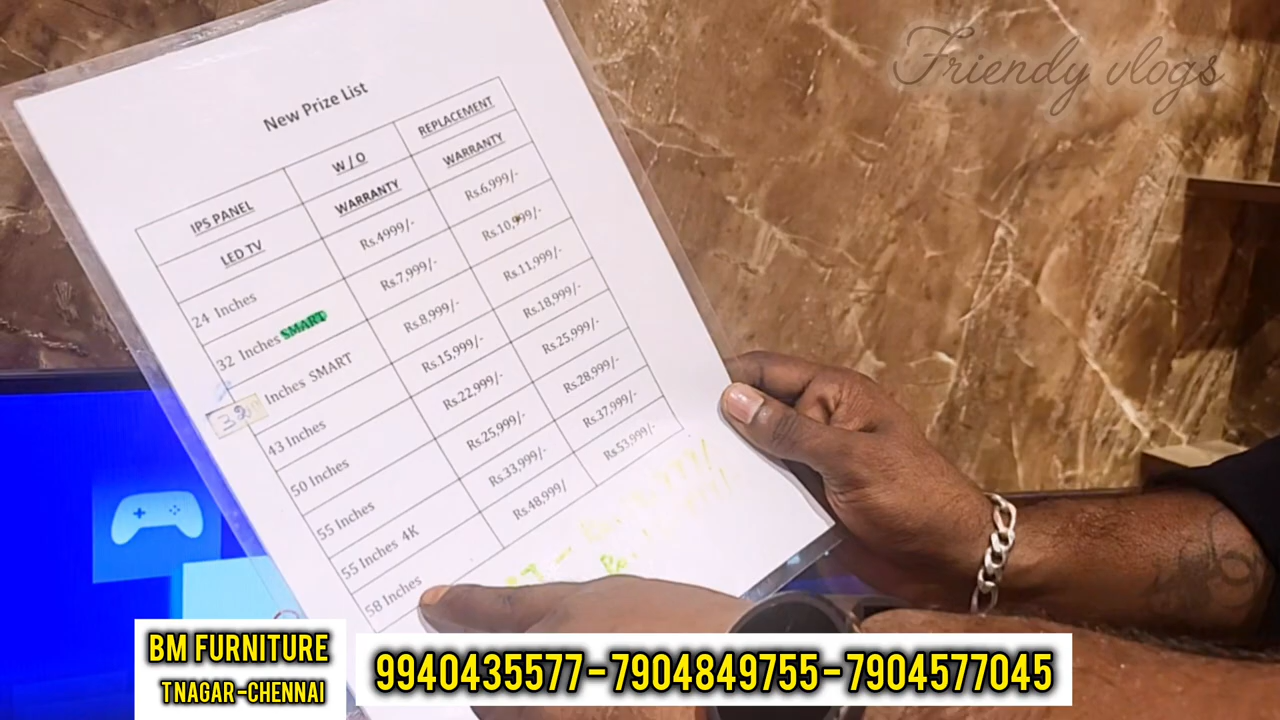 Friendy vlogs
New Prize List
IPS PANEL
LED TV
W / O
WARRANTY
REPLACEMENT
WARRANTY
24 Inches Rs.4999/- Rs.6,999/-
32 Inches SMART Rs.7,999/- Rs.10,999/-
Inches SMART Rs.8,999/- Rs.11,999/-
43 Inches Rs.15,999/- Rs.18,999/-
50 Inches Rs.22,999/- Rs.25,999/-
55 Inches Rs.25,999/- Rs.28,999/-
55 Inches 4K Rs.33,999/- Rs.37,999/-
58 Inches Rs.48,999/ Rs.53,999/-
BM FURNITURE
T NAGAR-CHENNAI
9940435577-7904849755-7904577045